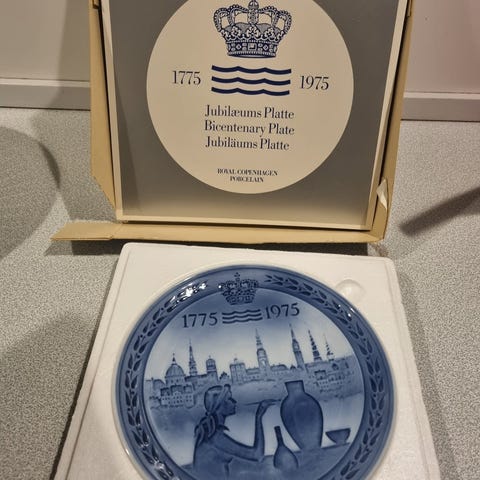 1775 1975
Jubilæums Platte
Bicentenary Plate
Jubiläums Platte
ROYAL COPENHAGEN
PORCELAIN
1775 1975